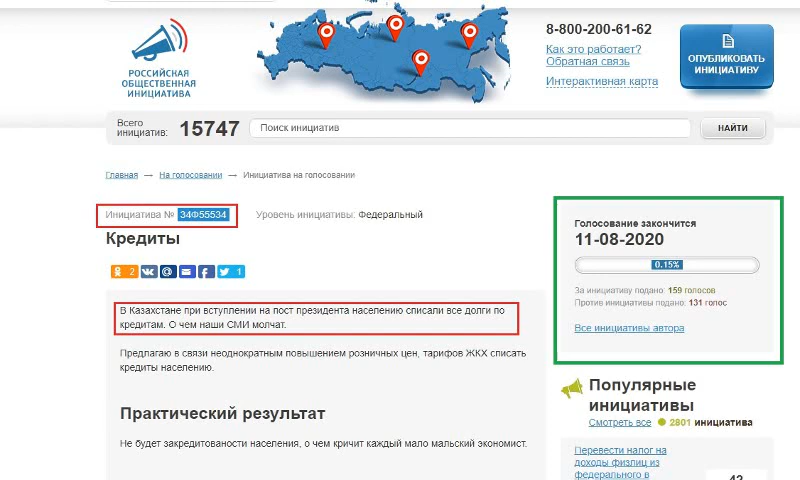 РОССИЙСКАЯ
ОБЩЕСТВЕННАЯ
ИНИЦИАТИВА
8-800-200-61-62
Как это работает?
Обратная связь
Интерактивная карта
ОПУБЛИКОВАТЬ
ИНИЦИАТИВУ
Всего
инициатив:
15747
Поиск инициатив
НАЙТИ
Главная → На голосовании → Инициатива на голосовании
Инициатива № 34Ф55534
Уровень инициативы: Федеральный
Кредиты
2
1
В Казахстане при вступлении на пост президента населению списали все долги по
кредитам. О чем наши СМИ молчат.
Предлагаю в связи неоднократным повышением розничных цен, тарифов ЖКХ списать
кредиты населению.
Практический результат
Не будет закредитованости населения, о чем кричит каждый мало мальский экономист.
Голосование закончится
11-08-2020
0.15%
За инициативу подано: 159 голосов
Против инициативы подано: 131 голос
Все инициативы автора
Популярные
инициативы
Смотреть все 2801 инициатива
Перевести налог на
доходы физлиц из
федерального в
42